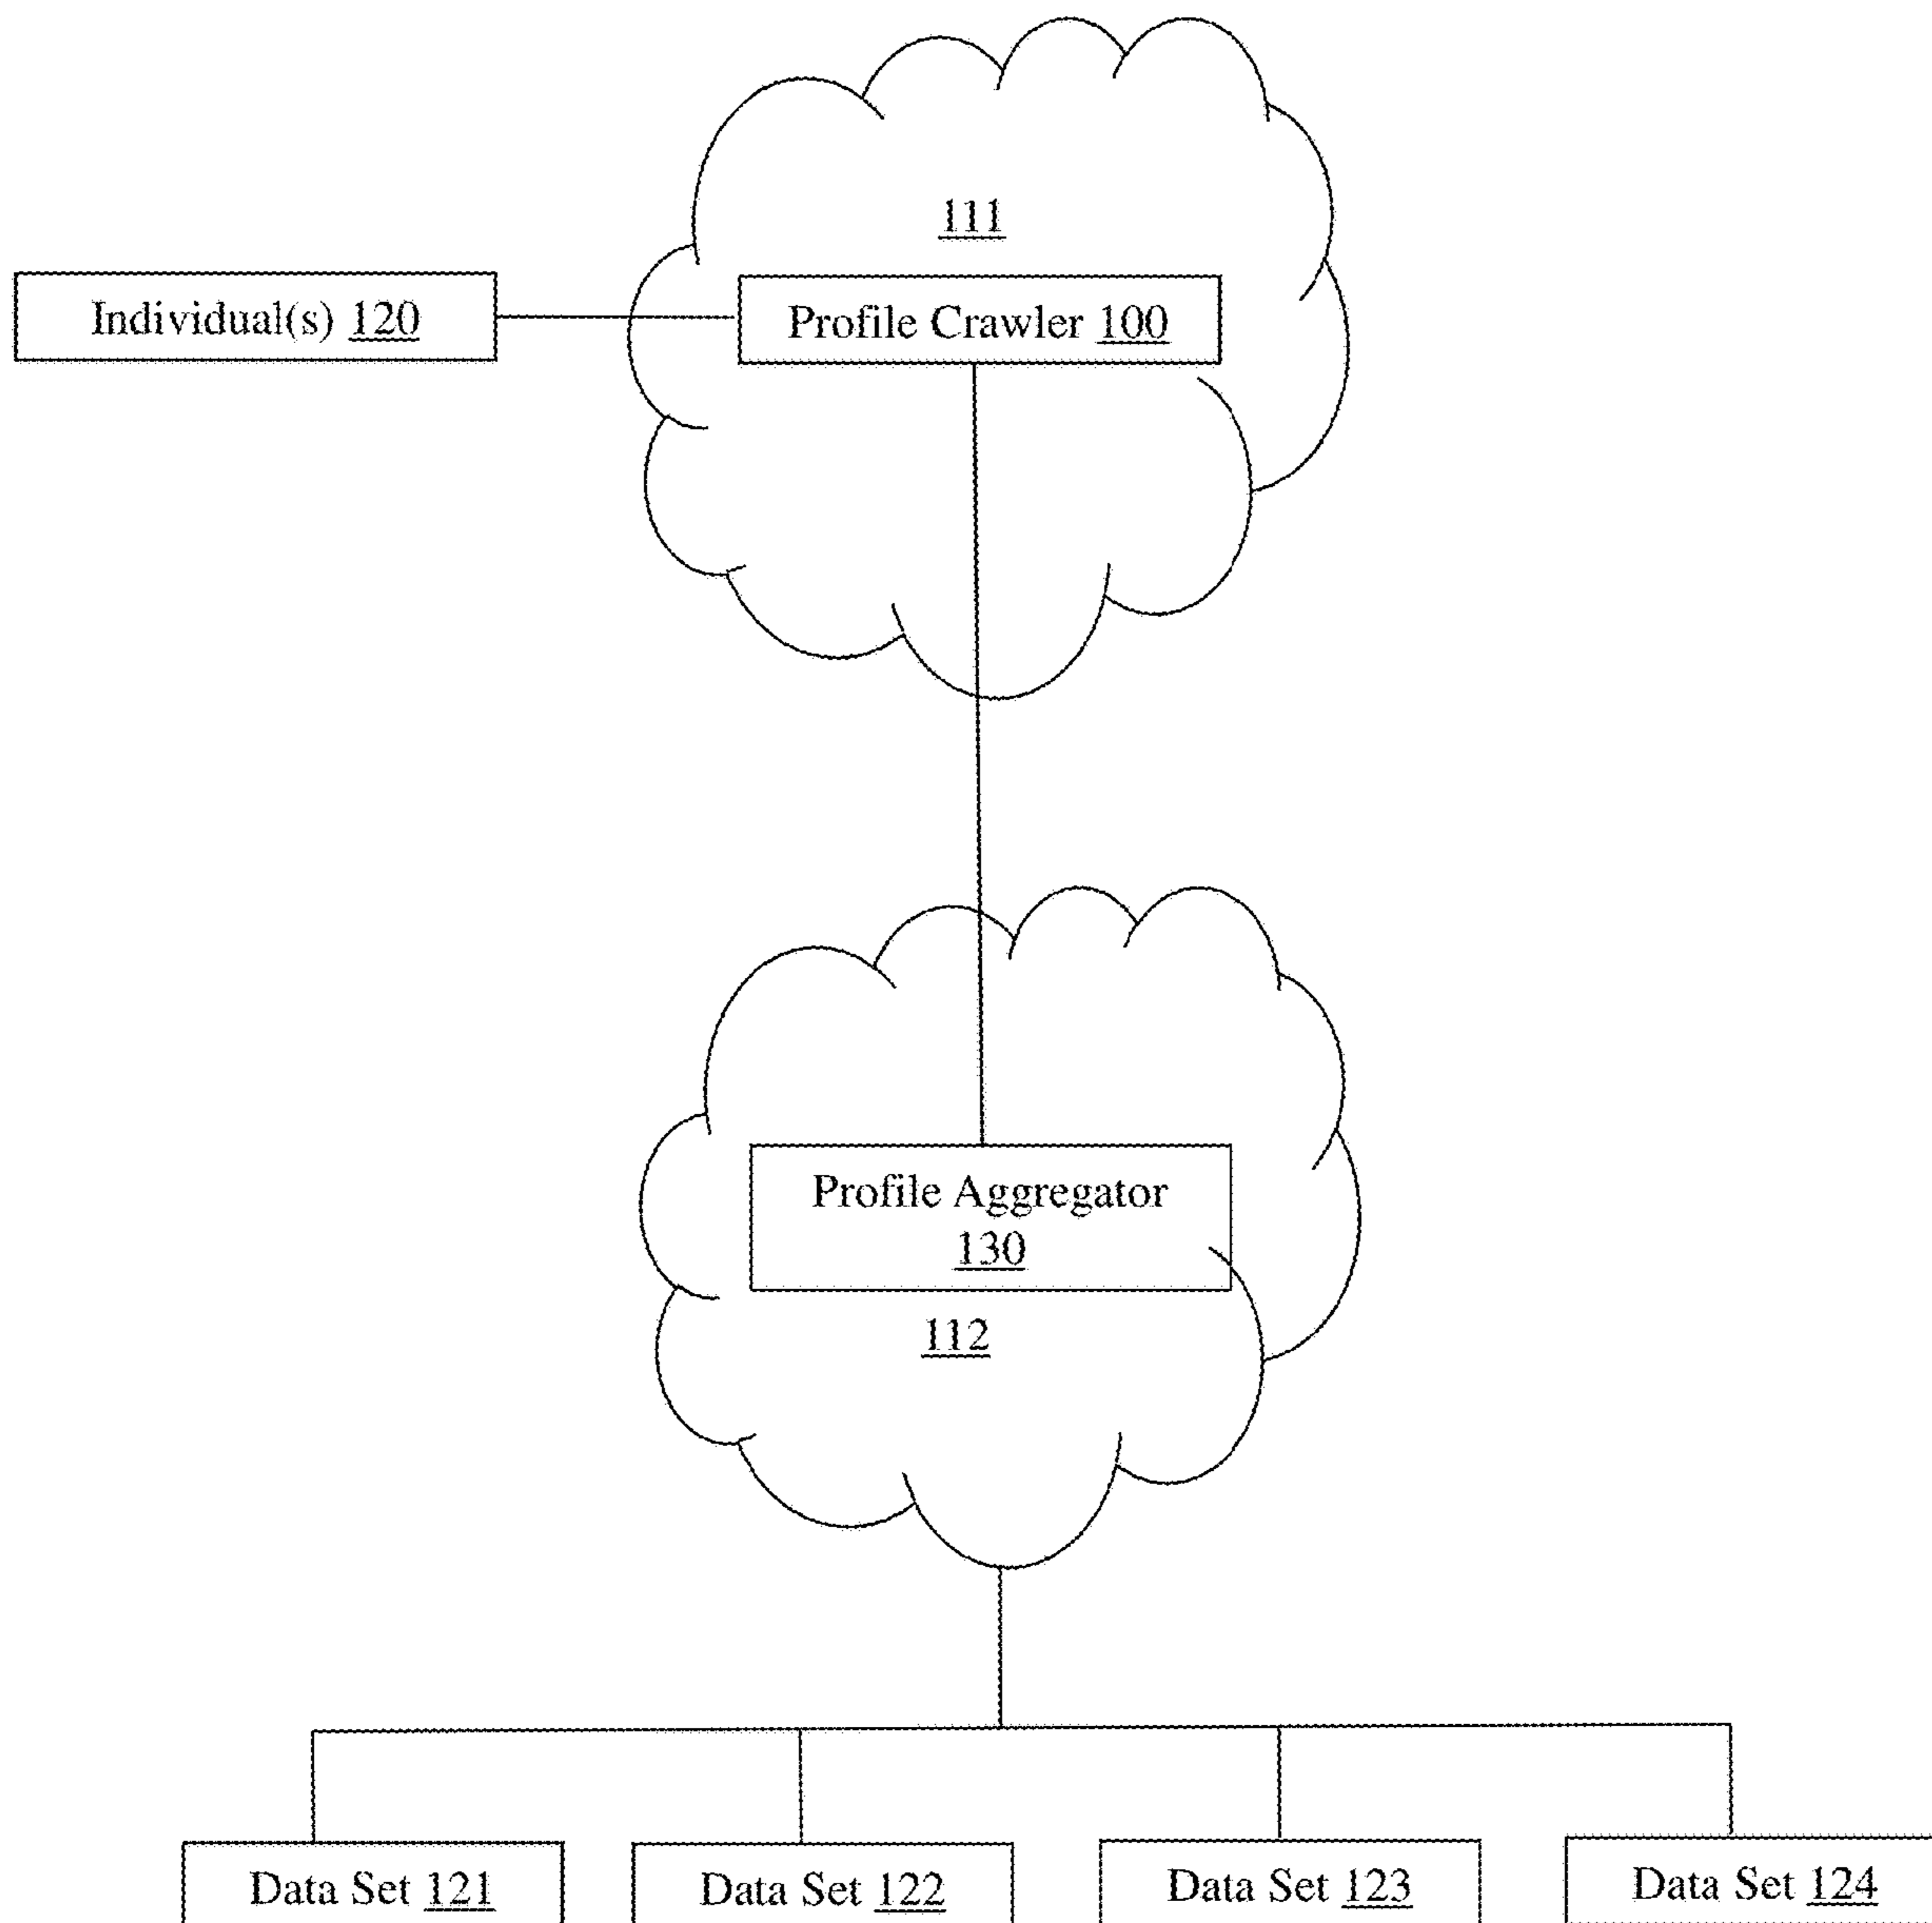 111
Individual(s) 120
Profile Crawler 100
Profile Aggregator
130
112
Data Set 121
Data Set 122
Data Set 123
Data Set 124